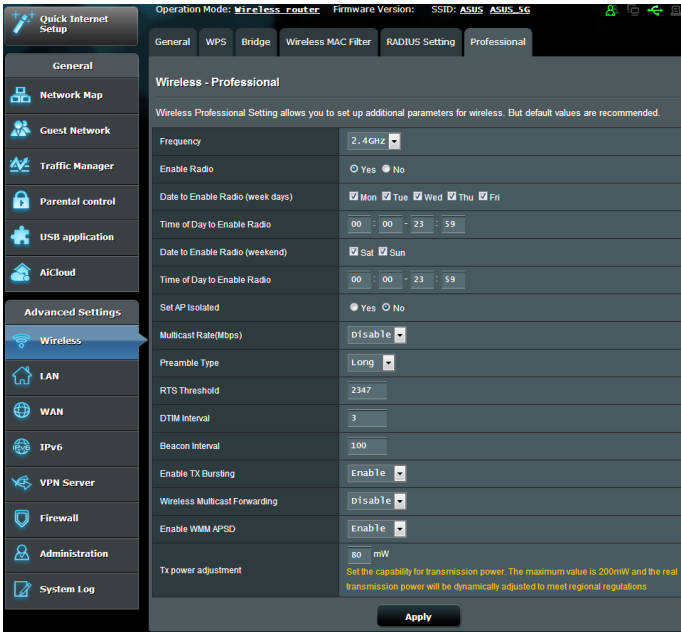 Quick Internet
Setup
Operation Mode: Wireless router Firmware Version: SSID: ASUS ASUS_5G
General WPS Bridge Wireless MAC Filter RADIUS Setting Professional
General
Network Map
Guest Network
Traffic Manager
Parental control
USB application
AiCloud
Advanced Settings
Wireless
LAN
WAN
IPv6
IPv6
VPN Server
Firewall
Administration
System Log
Wireless - Professional
Wireless Professional Setting allows you to set up additional parameters for wireless. But default values are recommended.
Frequency 2.4GHz
Enable Radio Yes No
Date to Enable Radio (week days) Mon Tue Wed Thu Fri
Time of Day to Enable Radio 00 : 00 - 23 : 59
Date to Enable Radio (weekend) Sat Sun
Time of Day to Enable Radio 00 : 00 - 23 : 59
Set AP Isolated Yes No
Multicast Rate(Mbps) Disable
Preamble Type Long
RTS Threshold 2347
DTIM Interval 3
Beacon Interval 100
Enable TX Bursting Enable
Wireless Multicast Forwarding Disable
Enable WMM APSD Enable
Tx power adjustment 80 mW
Set the capability for transmission power. The maximum value is 200mW and the real
transmission power will be dynamically adjusted to meet regional regulations
Apply